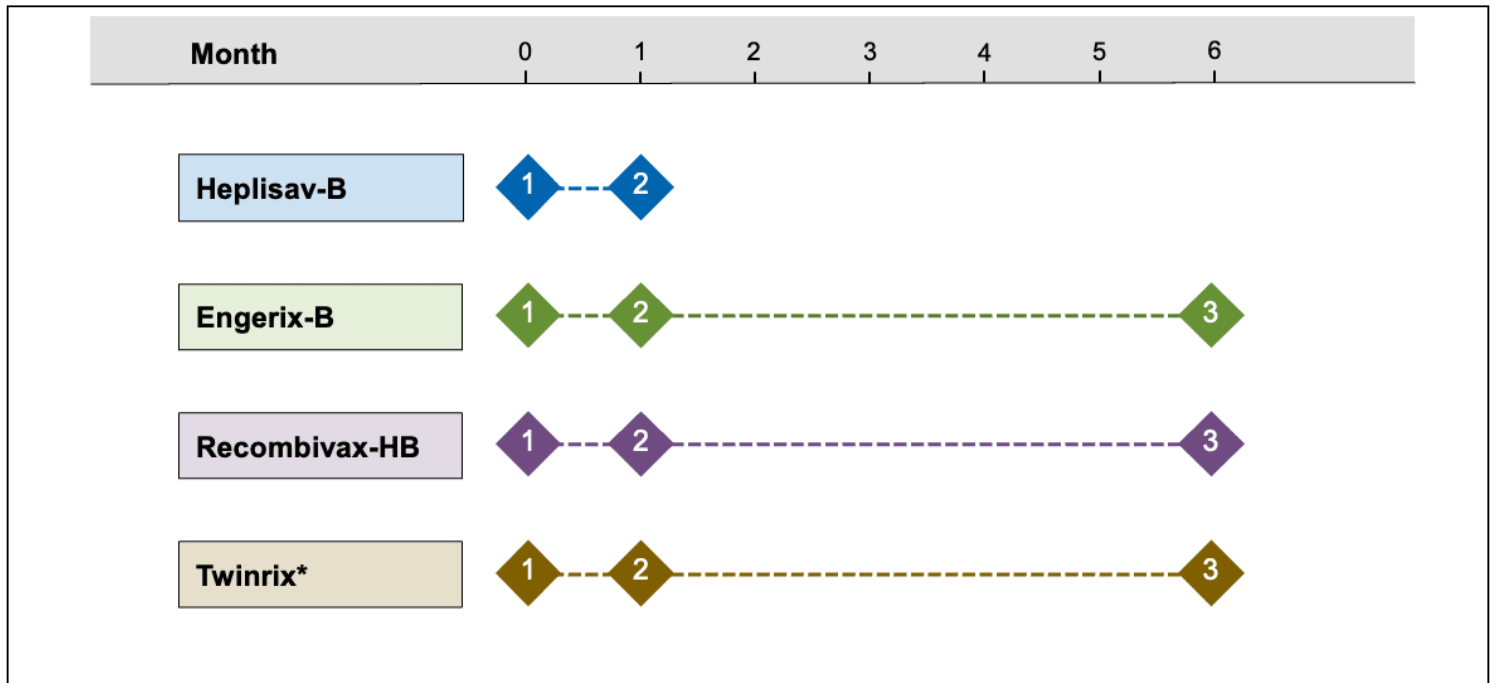 Month 0 1 2 3 4 5 6
Heplisav-B 1 2
Engerix-B 1 2 3
Recombivax-HB 1 2 3
Twinrix* 1 2 3